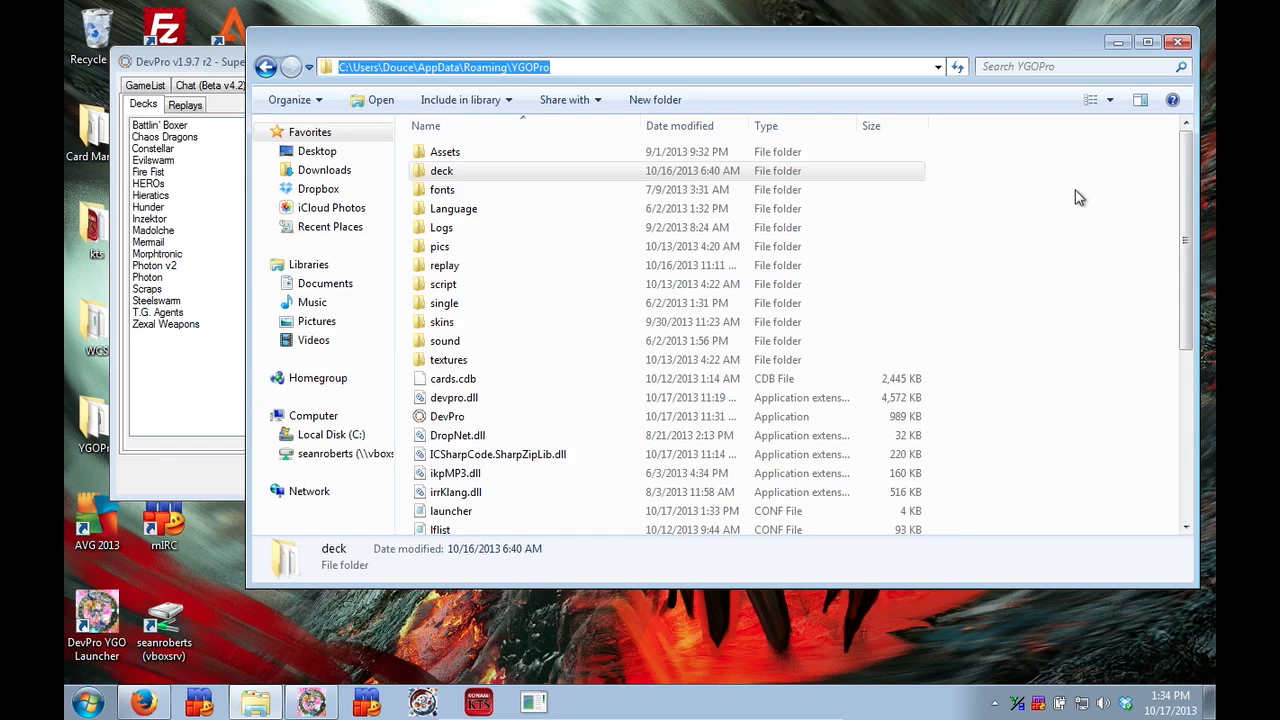 Recycle
Card Mar
kts
WCS
YGOPr
AVG 2013
mIRC
DevPro YGO
Launcher
seanroberts
(vboxsrv)
DevPro v1.9.7 r2 - Supe
GameList
Chat (Beta v4.2)
Decks
Replays
Battlin' Boxer
Chaos Dragons
Constellar
Evilswarm
Fire Fist
HEROs
Hieratics
Hunder
Inzektor
Madolche
Mermail
Morphtronic
Photon v2
Photon
Scraps
Steelswarm
T.G. Agents
Zexal Weapons
C:\Users\Douce\AppData\Roaming\YGOPro
Search YGOPro
Organize
Open
Include in library
Share with
New folder
Favorites
Desktop
Downloads
Dropbox
iCloud Photos
Recent Places
Libraries
Documents
Music
Pictures
Videos
Homegroup
Computer
Local Disk (C:)
seanroberts (\\vboxs
Network
Name Date modified Type Size
Assets 9/1/2013 9:32 PM File folder
deck 10/16/2013 6:40 AM File folder
fonts 7/9/2013 3:31 AM File folder
Language 6/2/2013 1:32 PM File folder
Logs 9/2/2013 8:24 AM File folder
pics 10/13/2013 4:20 AM File folder
replay 10/16/2013 11:11 ... File folder
script 10/13/2013 4:22 AM File folder
single 6/2/2013 1:31 PM File folder
skins 9/30/2013 11:23 AM File folder
sound 6/2/2013 1:56 PM File folder
textures 10/13/2013 4:22 AM File folder
cards.cdb 10/12/2013 1:14 AM CDB File 2,445 KB
devpro.dll 10/17/2013 11:19 ... Application extens... 4,572 KB
DevPro 10/17/2013 11:31 ... Application 989 KB
DropNet.dll 8/21/2013 2:13 PM Application extens... 32 KB
ICSharpCode.SharpZipLib.dll 10/17/2013 11:14 ... Application extens... 220 KB
ikpMP3.dll 6/3/2013 4:34 PM Application extens... 160 KB
irrKlang.dll 8/3/2013 11:58 AM Application extens... 516 KB
launcher 10/17/2013 1:33 PM CONF File 4 KB
lflist 10/12/2013 9:44 AM CONF File 93 KB
deck Date modified: 10/16/2013 6:40 AM
File folder
KONAMI
KTS
1:34 PM
10/17/2013